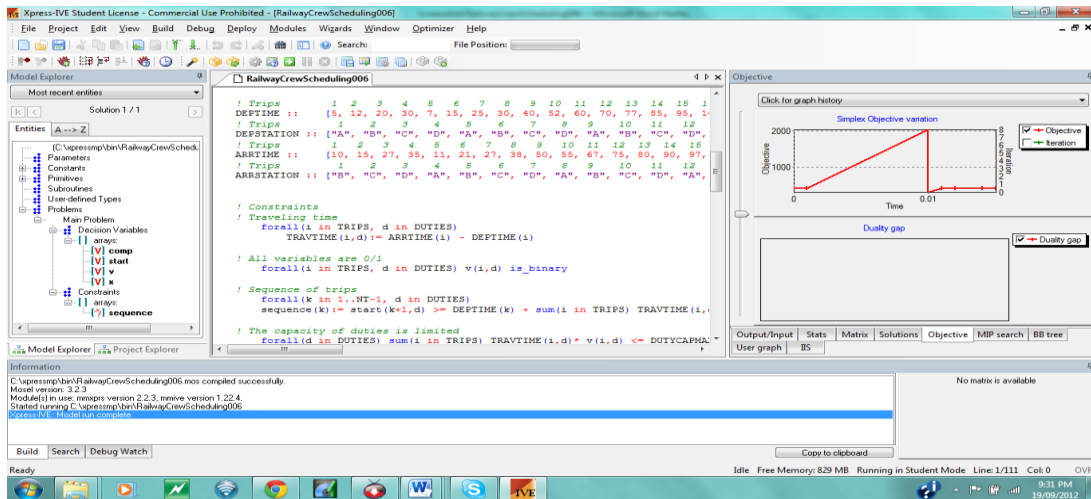 Xpress-IVE Student License - Commercial Use Prohibited - [RailwayCrewScheduling006]
File Project Edit View Build Debug Deploy Modules Wizards Window Optimizer Help
Search: File Position:
Model Explorer
Most recent entities
Solution 1 / 1
Entities A --> Z
(C:\xpressmp\bin\RailwayCrewSchedu
Parameters
Constants
Primitives
Subroutines
User-defined Types
Problems
Main Problem
Decision Variables
[ ] arrays:
[V] comp
[V] start
[V] v
[V] x
Constraints
[ ] arrays:
sequence
Model Explorer Project Explorer
RailwayCrewScheduling006
! Trips 1 2 3 4 5 6 7 8 9 10 11 12 13 14 15 1
DEPTIME :: [5, 12, 20, 30, 7, 15, 25, 30, 40, 52, 60, 70, 77, 85, 95, 1
! Trips 1 2 3 4 5 6 7 8 9 10 11 12
DEPSTATION :: ["A", "B", "C", "D", "A", "B", "C", "D", "A", "B", "C", "D",
! Trips 1 2 3 4 5 6 7 8 9 10 11 12 13 14 15
ARRTIME :: [10, 15, 27, 35, 11, 21, 27, 38, 50, 55, 67, 75, 80, 90, 97,
! Trips 1 2 3 4 5 6 7 8 9 10 11 12
ARRSTATION :: ["B", "C", "D", "A", "B", "C", "D", "A", "B", "C", "D", "A",
! Constraints
! Traveling time
forall(i in TRIPS, d in DUTIES)
TRAVTIME(i,d):= ARRTIME(i) - DEPTIME(i)
! All variables are 0/1
forall(i in TRIPS, d in DUTIES) v(i,d) is_binary
! Sequence of trips
forall(k in 1..NT-1, d in DUTIES)
sequence(k):= start(k+1,d) >= DEPTIME(k) + sum(i in TRIPS) TRAVTIME(i,
! The capacity of duties is limited
forall(d in DUTIES) sum(i in TRIPS) TRAVTIME(i,d)* v(i,d) <= DUTYCAPMA
Objective
Click for graph history
Simplex Objective variation
2000
1000
Objective
8
7
6
5
4
3
2
1
0
Iteration
0.01
Time
Objective
Iteration
Duality gap
Duality gap
Output/Input Stats Matrix Solutions Objective MIP search BB tree
User graph IIS
Information
C:\xpressmp\bin\RailwayCrewScheduling006.mos compiled successfully.
Mosel version: 3.2.3
Module(s) in use: mmxprs version 2.2.3, mmive version 1.22.4.
Started running C:\xpressmp\bin\RailwayCrewScheduling006
Xpress-IVE: Model run complete
No matrix is available
Build Search Debug Watch
Copy to clipboard
Ready
Idle Free Memory: 829 MB Running in Student Mode Line: 1/111 Col: 0 OVR
IVE
9:31 PM
19/09/2012